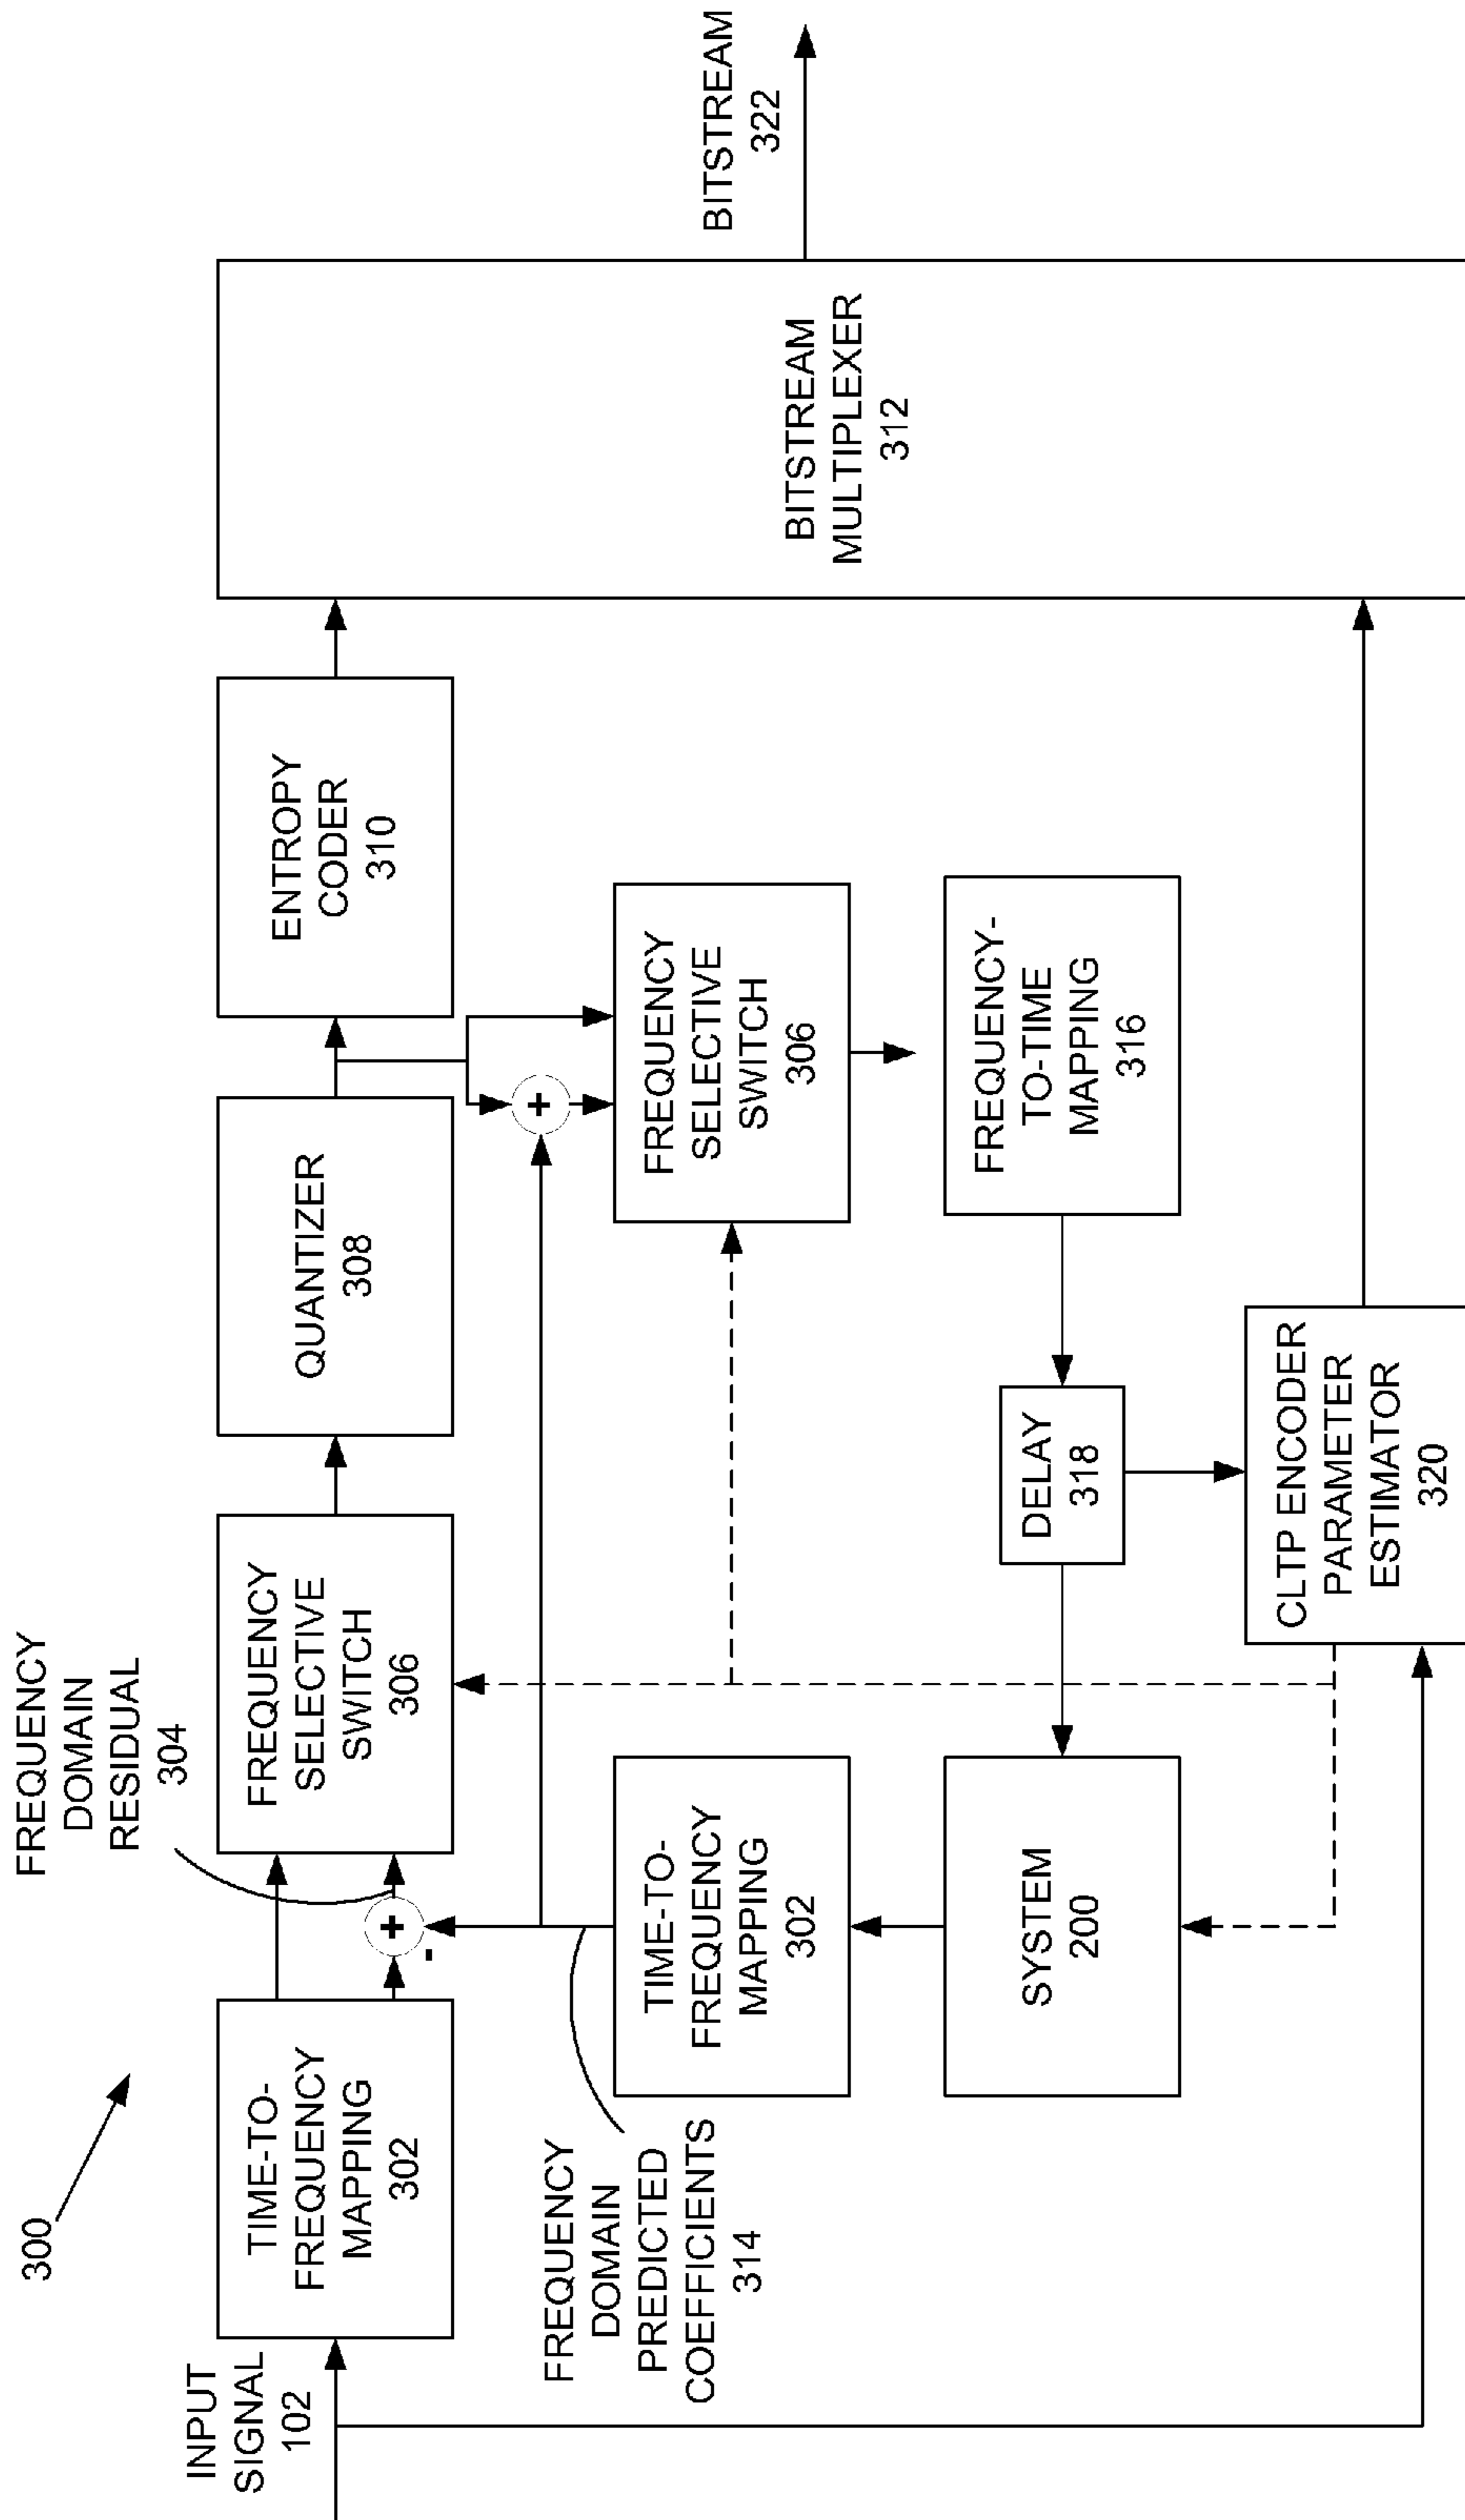 300
FREQUENCY
DOMAIN
RESIDUAL
304
INPUT
SIGNAL
102
TIME-TO-
FREQUENCY
MAPPING
302
+
-
FREQUENCY
SELECTIVE
SWITCH
306
QUANTIZER
308
ENTROPY
CODER
310
BITSTREAM
MULTIPLEXER
312
BITSTREAM
322
+
FREQUENCY
DOMAIN
PREDICTED
COEFFICIENTS
314
TIME-TO-
FREQUENCY
MAPPING
302
FREQUENCY
SELECTIVE
SWITCH
306
SYSTEM
200
DELAY
318
FREQUENCY-
TO-TIME
MAPPING
316
CLTP ENCODER
PARAMETER
ESTIMATOR
320